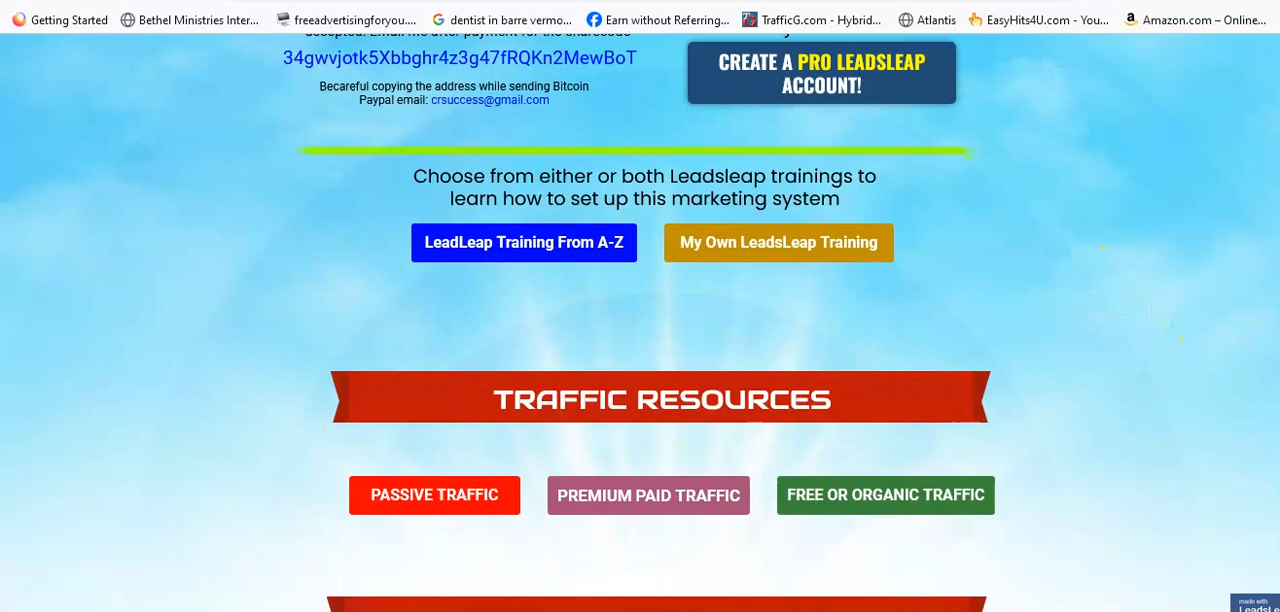 Getting Started
Bethel Ministries Inter...
freeadvertisingforyou....
dentist in barre vermo...
Earn without Referring...
TrafficG.com - Hybrid...
Atlantis
EasyHits4U.com - You...
Amazon.com – Online...
34gwvjotk5Xbbghr4z3g47fRQKn2MewBoT
Becareful copying the address while sending Bitcoin
Paypal email: crsuccess@gmail.com
CREATE A PRO LEADSLEAP
ACCOUNT!
Choose from either or both Leadsleap trainings to
learn how to set up this marketing system
LeadLeap Training From A-Z
My Own LeadsLeap Training
TRAFFIC RESOURCES
PASSIVE TRAFFIC
PREMIUM PAID TRAFFIC
FREE OR ORGANIC TRAFFIC
made with